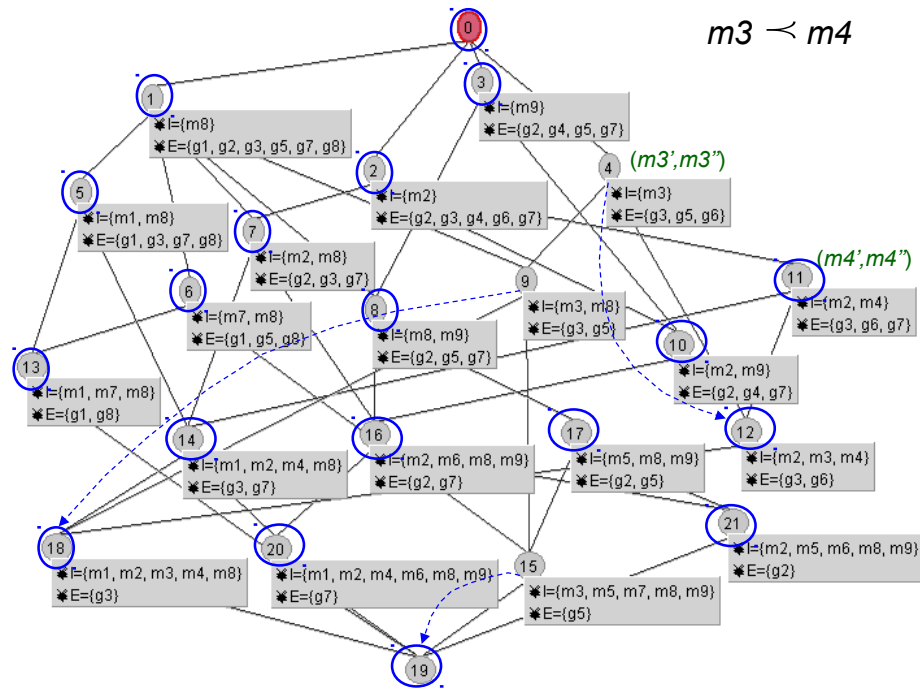 0
m3 ≺ m4
3
1
I={m9}
E={g2, g4, g5, g7}
I={m8}
E={g1, g2, g3, g5, g7, g8}
2
4
(m3',m3")
5
I={m2}
E={g2, g3, g4, g6, g7}
I={m3}
E={g3, g5, g6}
I={m1, m8}
E={g1, g3, g7, g8}
7
I={m2, m8}
E={g2, g3, g7}
(m4',m4")
11
9
6
I={m7, m8}
E={g1, g5, g8}
8
I={m3, m8}
E={g3, g5}
I={m2, m4}
E={g3, g6, g7}
I={m8, m9}
E={g2, g5, g7}
10
13
I={m2, m9}
E={g2, g4, g7}
I={m1, m7, m8}
E={g1, g8}
14
16
17
12
I={m1, m2, m4, m8}
E={g3, g7}
I={m2, m6, m8, m9}
E={g2, g7}
I={m5, m8, m9}
E={g2, g5}
I={m2, m3, m4}
E={g3, g6}
21
18
20
I={m2, m5, m6, m8, m9}
E={g2}
15
I={m1, m2, m3, m4, m8}
E={g3}
I={m1, m2, m4, m6, m8, m9}
E={g7}
I={m3, m5, m7, m8, m9}
E={g5}
19